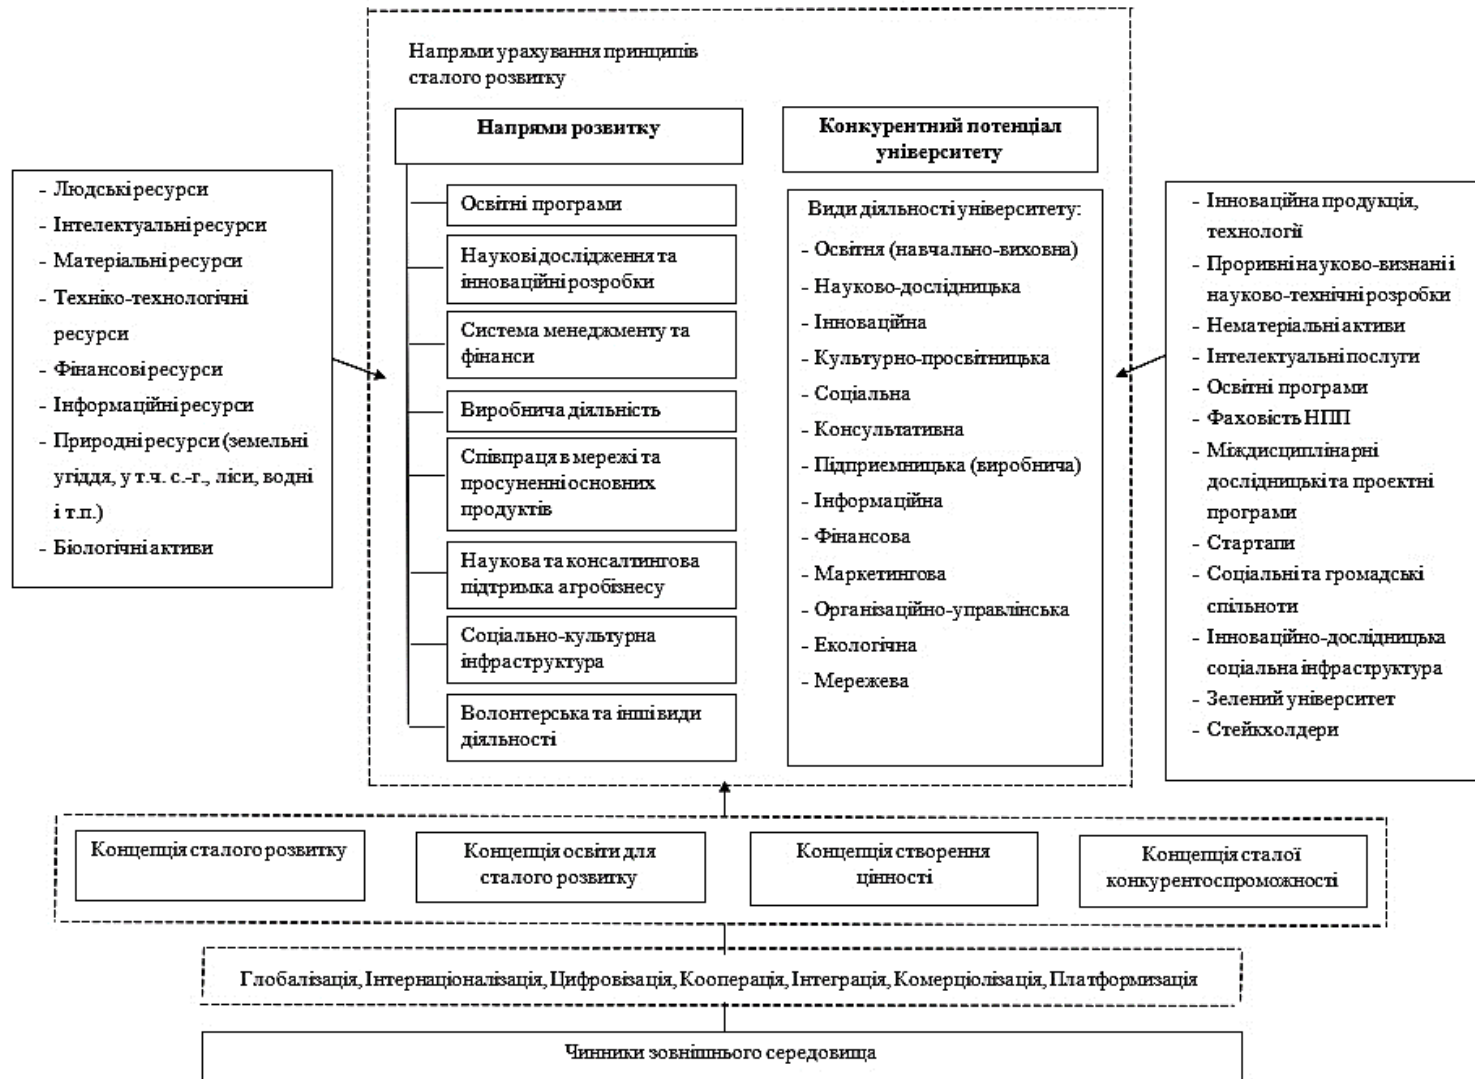 Напрями урахування принципів
сталого розвитку
Напрями розвитку
Конкурентний потенціал
університету
- Людські ресурси
- Інтелектуальні ресурси
- Матеріальні ресурси
- Техніко-технологічні
ресурси
- Фінансові ресурси
- Інформаційні ресурси
- Природні ресурси (земельні
угіддя, у т.ч. с.-г., ліси, водні
і т.п.)
- Біологічні активи
Освітні програми
Наукові дослідження та
інноваційні розробки
Система менеджменту та
фінанси
Виробнича діяльність
Співпраця в мережі та
просуненні основних
продуктів
Наукова та консалтингова
підтримка агробізнесу
Соціально-культурна
інфраструктура
Волонтерська та інші види
діяльності
Види діяльності університету:
- Освітня (навчально-виховна)
- Науково-дослідницька
- Інноваційна
- Культурно-просвітницька
- Соціальна
- Консультативна
- Підприємницька (виробнича)
- Інформаційна
- Фінансова
- Маркетингова
- Організаційно-управлінська
- Екологічна
- Мережева
- Інноваційна продукція,
технології
- Проривні науково-визнані і
науково-технічні розробки
- Нематеріальні активи
- Інтелектуальні послуги
- Освітні програми
- Фаховість НПП
- Міждисциплінарні
дослідницькі та проєктні
програми
- Стартапи
- Соціальні та громадські
спільноти
- Інноваційно-дослідницька
соціальна інфраструктура
- Зелений університет
- Стейкхолдери
Концепція сталого розвитку
Концепція освіти для
сталого розвитку
Концепція створення
цінності
Концепція сталої
конкурентоспроможності
Глобалізація, Інтернаціоналізація, Цифровізація, Кооперація, Інтеграція, Комерціолізація, Платформизація
Чинники зовнішнього середовища